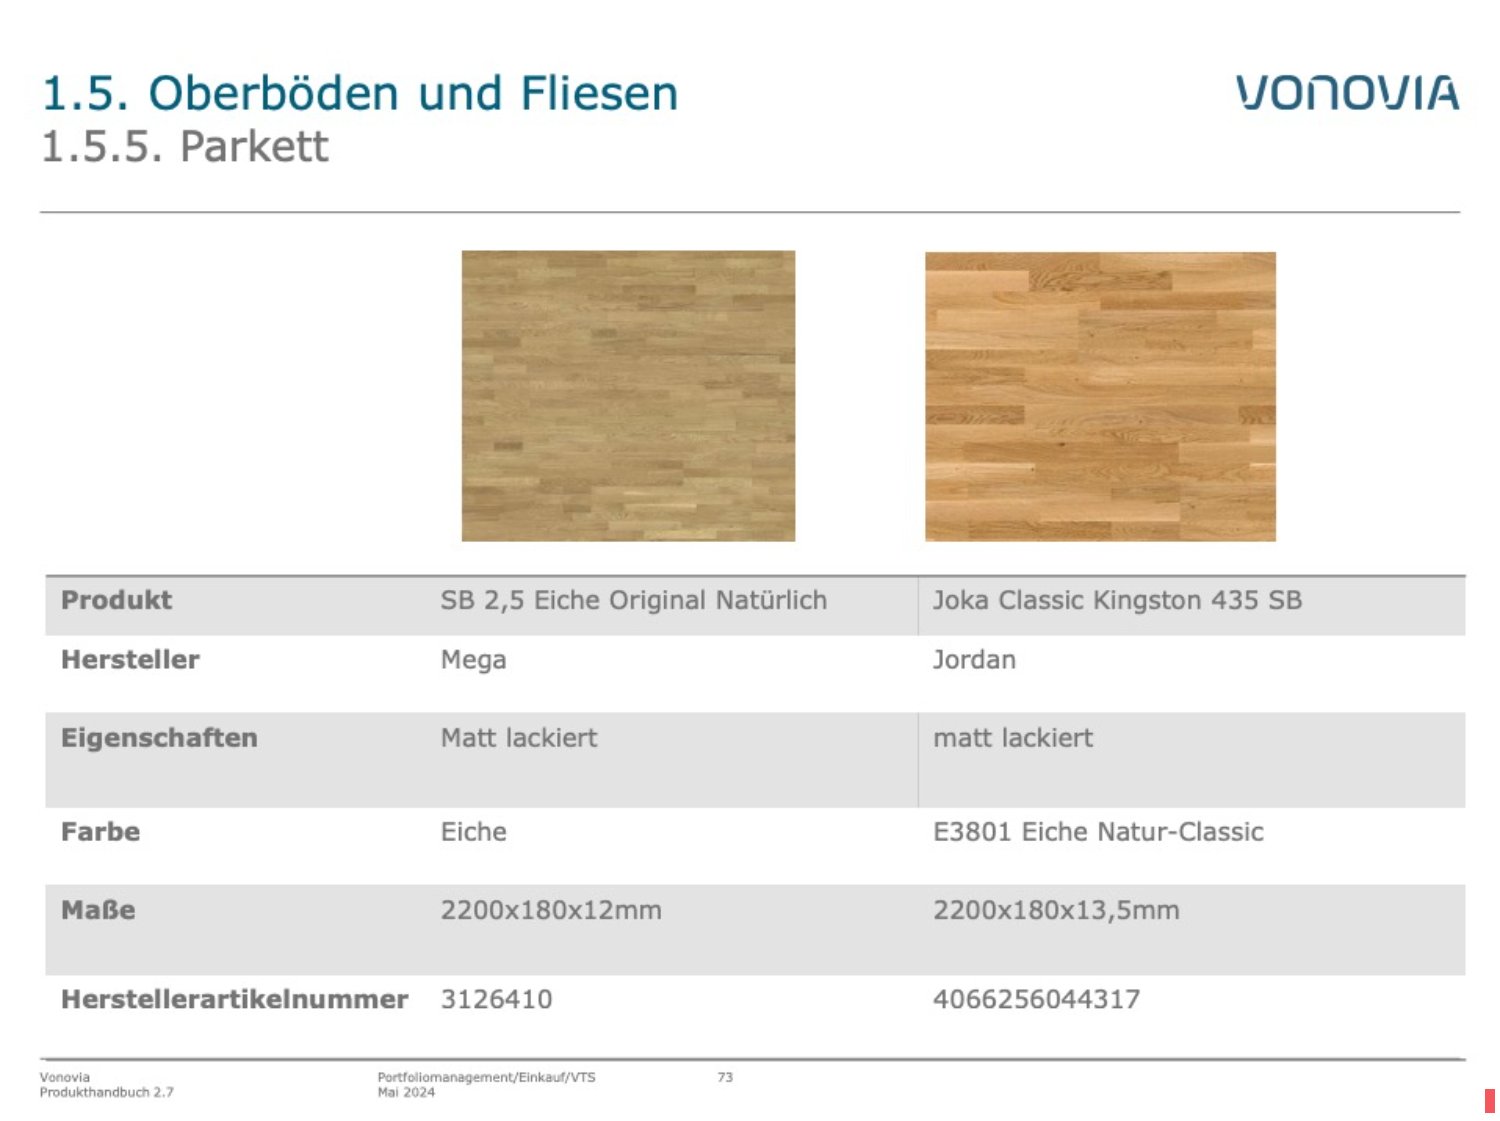 1.5. Oberböden und Fliesen
VONOVIA
1.5.5. Parkett
Produkt SB 2,5 Eiche Original Natürlich Joka Classic Kingston 435 SB
Hersteller Mega Jordan
Eigenschaften Matt lackiert matt lackiert
Farbe Eiche E3801 Eiche Natur-Classic
Maße 2200x180x12mm 2200x180x13,5mm
Herstellerartikelnummer 3126410 4066256044317
Vonovia Portfoliomanagement/Einkauf/VTS 73
Produkthandbuch 2.7 Mai 2024